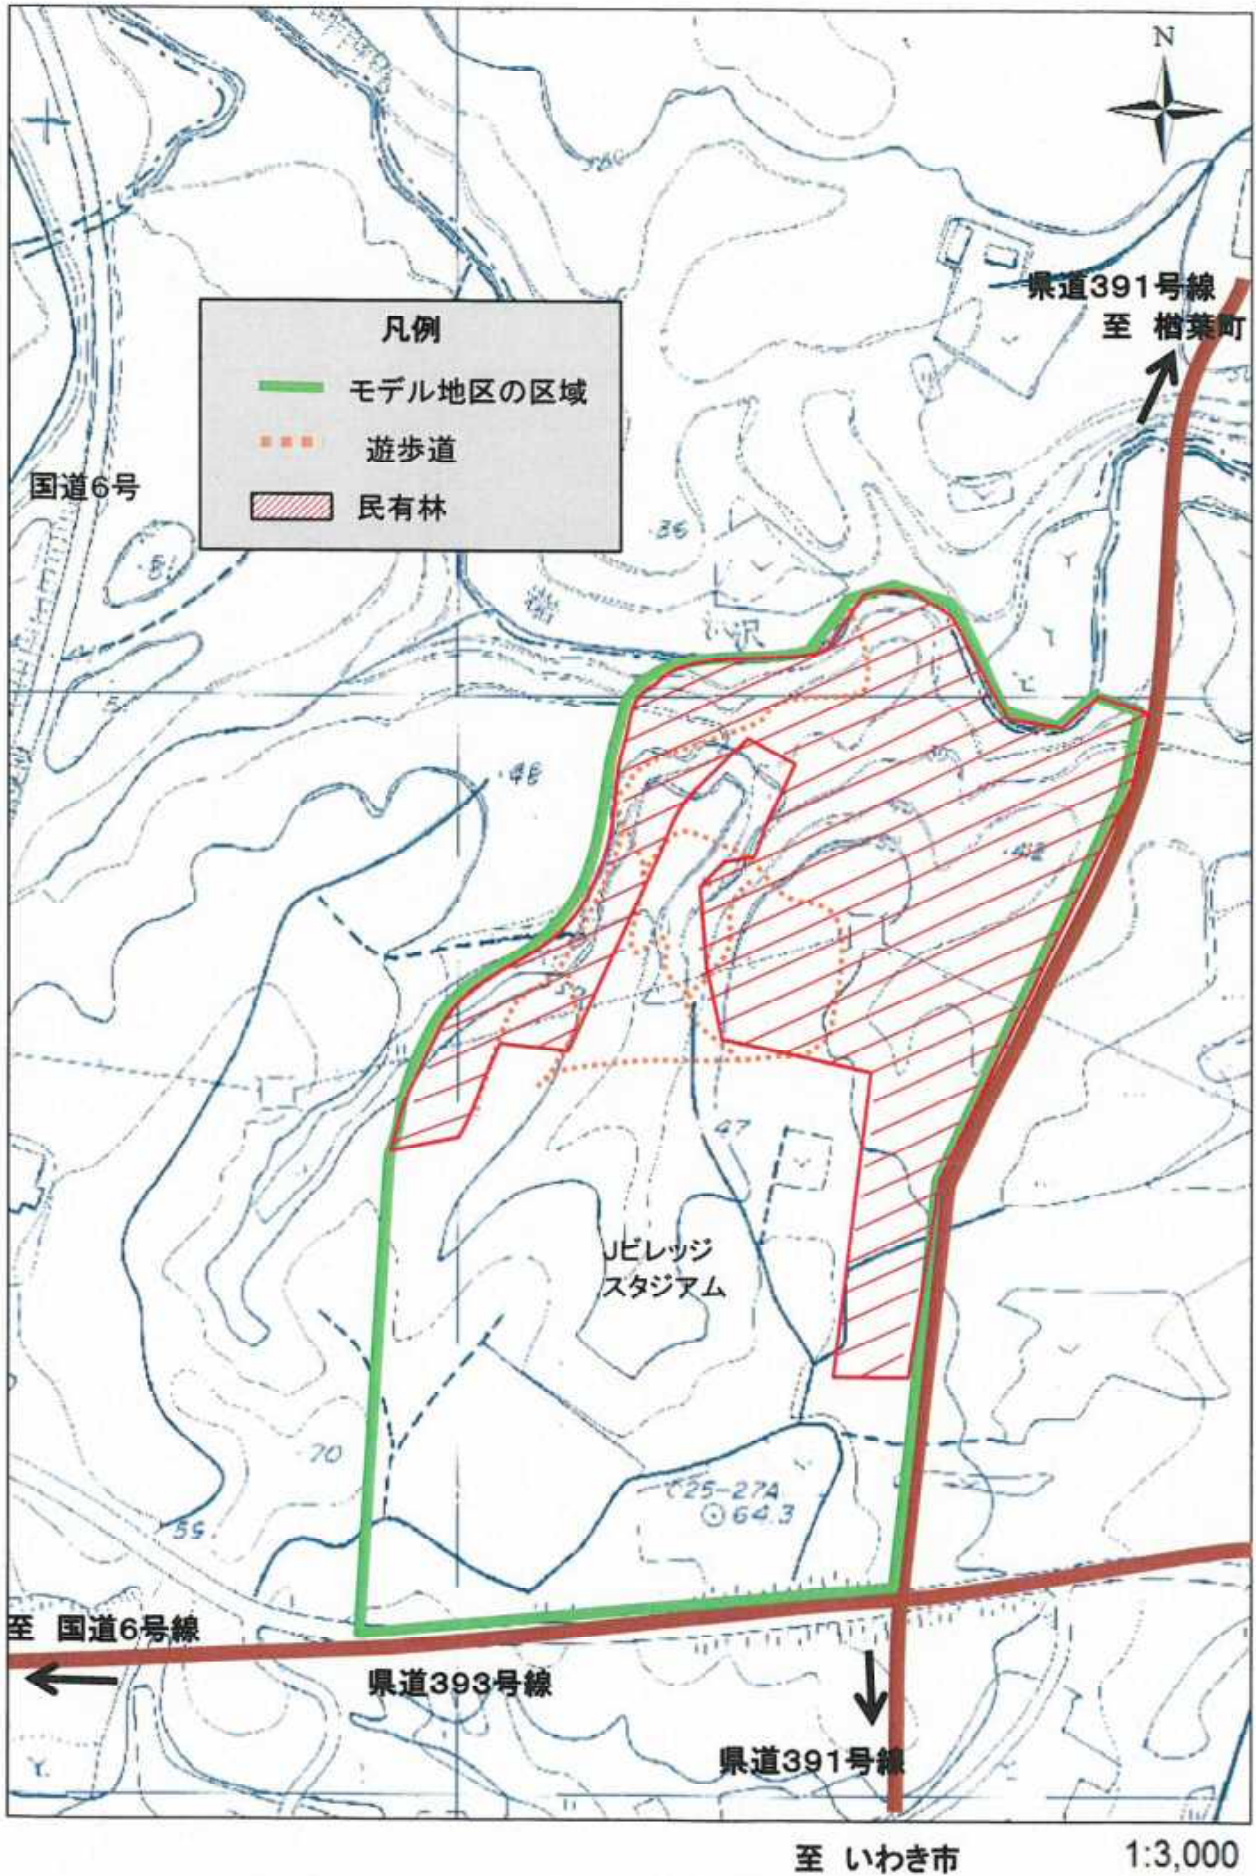 N
県道391号線
至 楢葉町
凡例
モデル地区の区域
遊歩道
民有林
国道6号
36
51
沢
48
42
52
47
Jビレッジ
スタジアム
70
C25-27A
64.3
59
至 国道6号線
県道393号線
県道391号線
至 いわき市
1:3,000